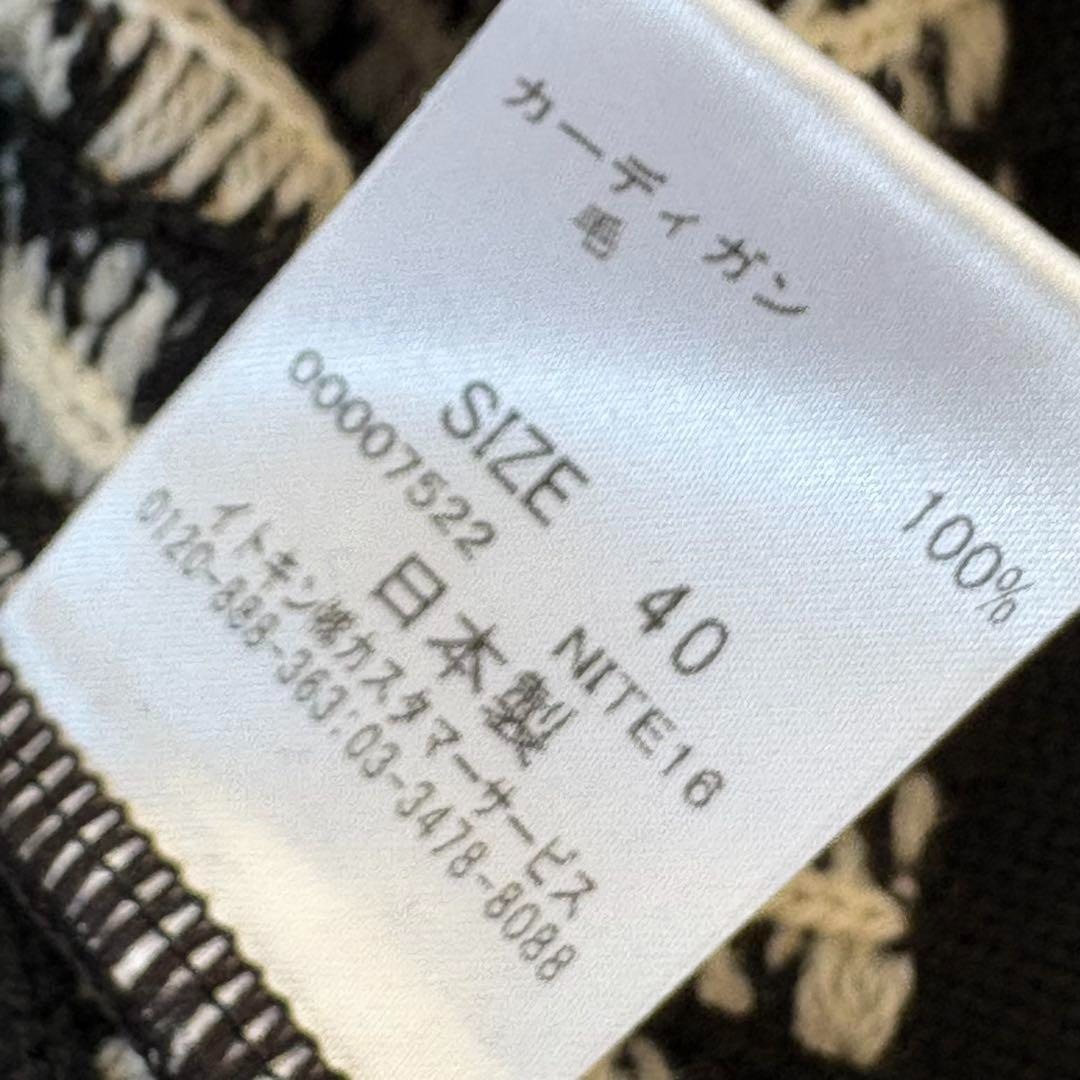 カーディガン
毛 100%
SIZE 40
00007522 NITE16
日本製
イトキン㈱カスタマーサービス
0120-888-363:03-3478-8088